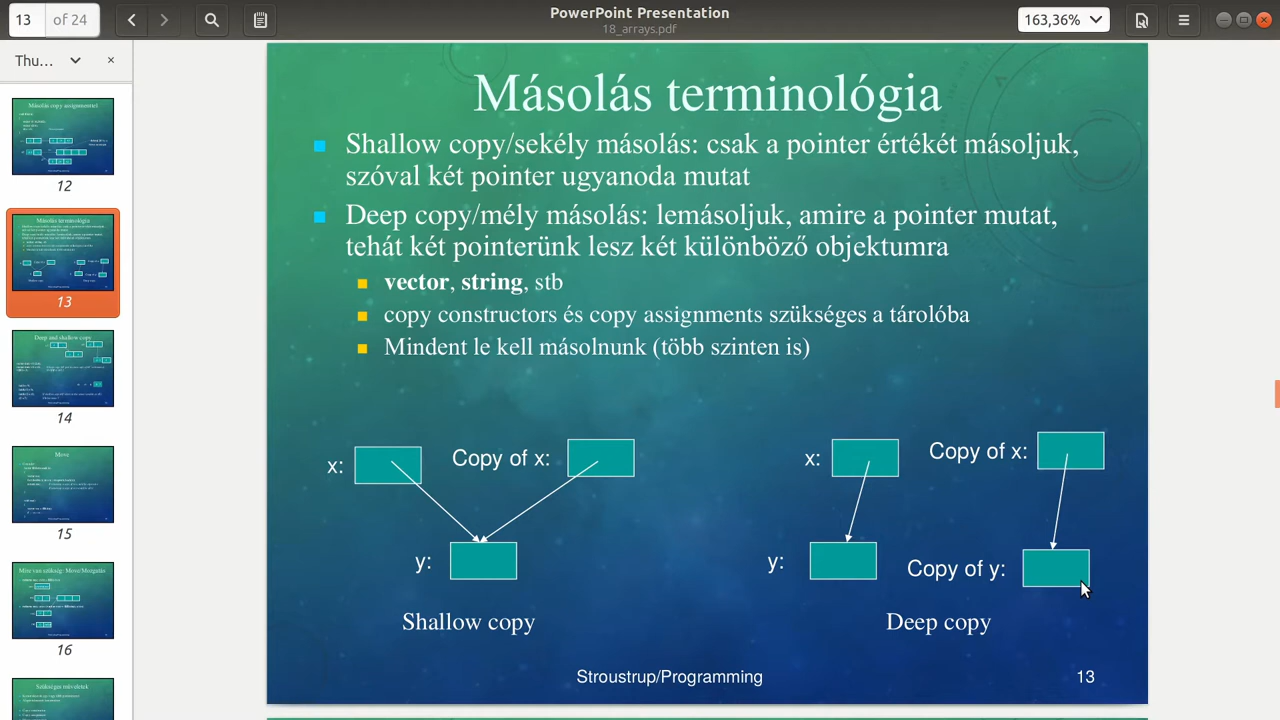 13 of 24
PowerPoint Presentation
18_arrays.pdf
163,36%
Thu...
12
13
14
15
16
Másolás terminológia
Shallow copy/sekély másolás: csak a pointer értékét másoljuk,
szóval két pointer ugyanoda mutat
Deep copy/mély másolás: lemásoljuk, amire a pointer mutat,
tehát két pointerünk lesz két különböző objektumra
vector, string, stb
copy constructors és copy assignments szükséges a tárolóba
Mindent le kell másolnunk (több szinten is)
x: Copy of x:
y:
Shallow copy
x: Copy of x:
y: Copy of y:
Deep copy
Stroustrup/Programming
13